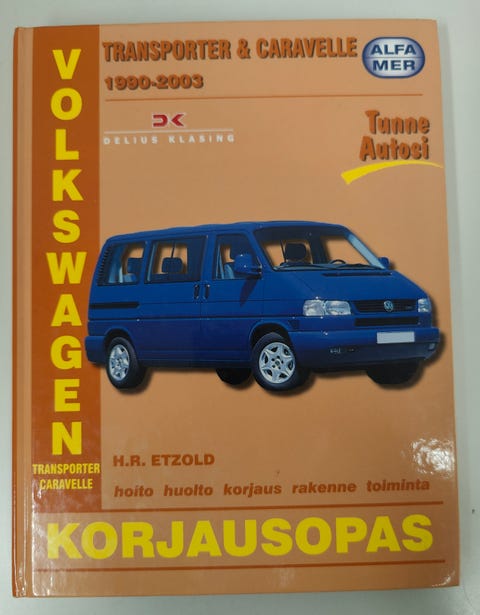 VOLKSWAGEN
TRANSPORTER
CARAVELLE
TRANSPORTER & CARAVELLE
1990-2003
ALFA
MER
DK
DELIUS KLASING
Tunne
Autosi
H.R. ETZOLD
hoito huolto korjaus rakenne toiminta
KORJAUSOPAS